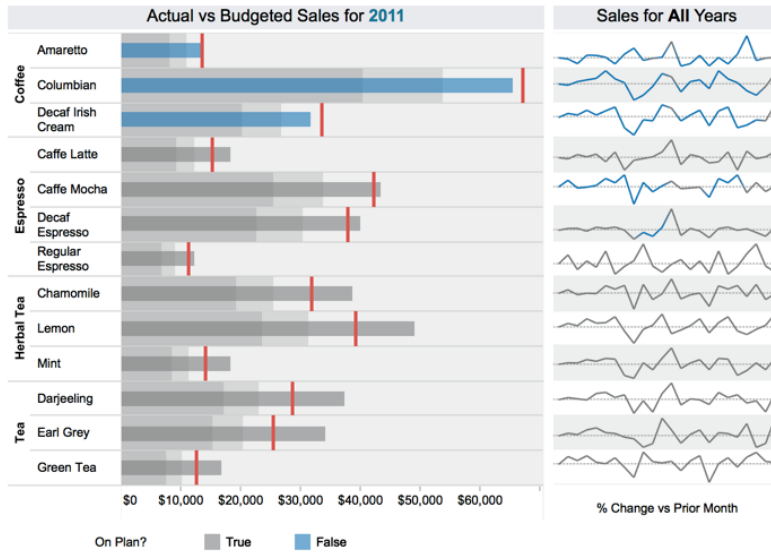 Actual vs Budgeted Sales for 2011
Sales for All Years
Coffee
Amaretto
Columbian
Decaf Irish
Cream
Espresso
Caffe Latte
Caffe Mocha
Decaf
Espresso
Regular
Espresso
Herbal Tea
Chamomile
Lemon
Mint
Tea
Darjeeling
Earl Grey
Green Tea
$0 $10,000 $20,000 $30,000 $40,000 $50,000 $60,000
% Change vs Prior Month
On Plan? True False